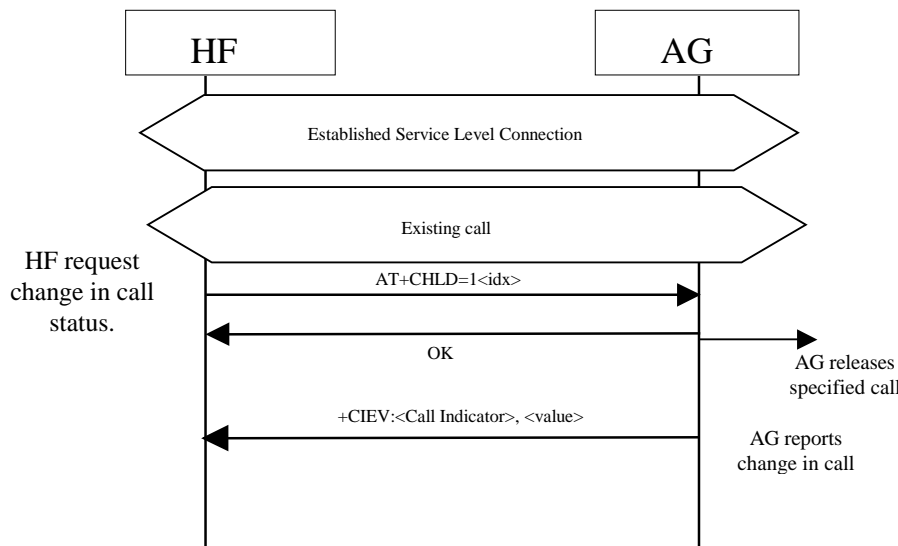 HF
AG
Established Service Level Connection
Existing call
HF request
change in call
status.
AT+CHLD=1<idx>
OK
AG releases
specified call
+CIEV:<Call Indicator>, <value>
AG reports
change in call